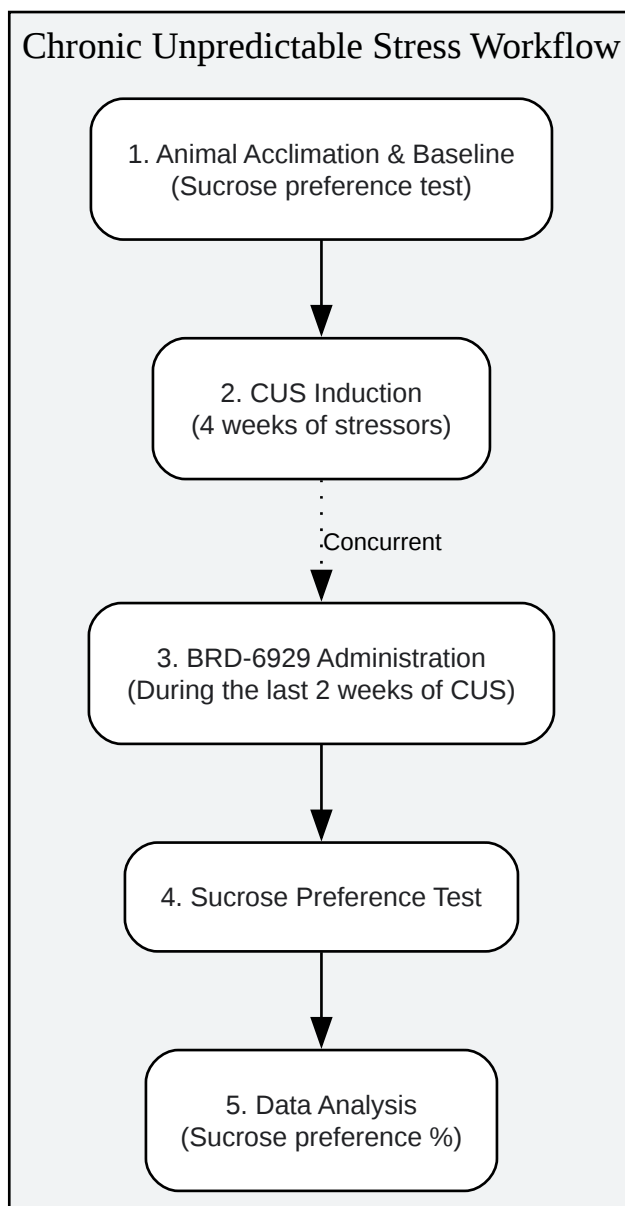 Chronic Unpredictable Stress Workflow
1. Animal Acclimation & Baseline
(Sucrose preference test)
2. CUS Induction
(4 weeks of stressors)
Concurrent
3. BRD-6929 Administration
(During the last 2 weeks of CUS)
4. Sucrose Preference Test
5. Data Analysis
(Sucrose preference %)